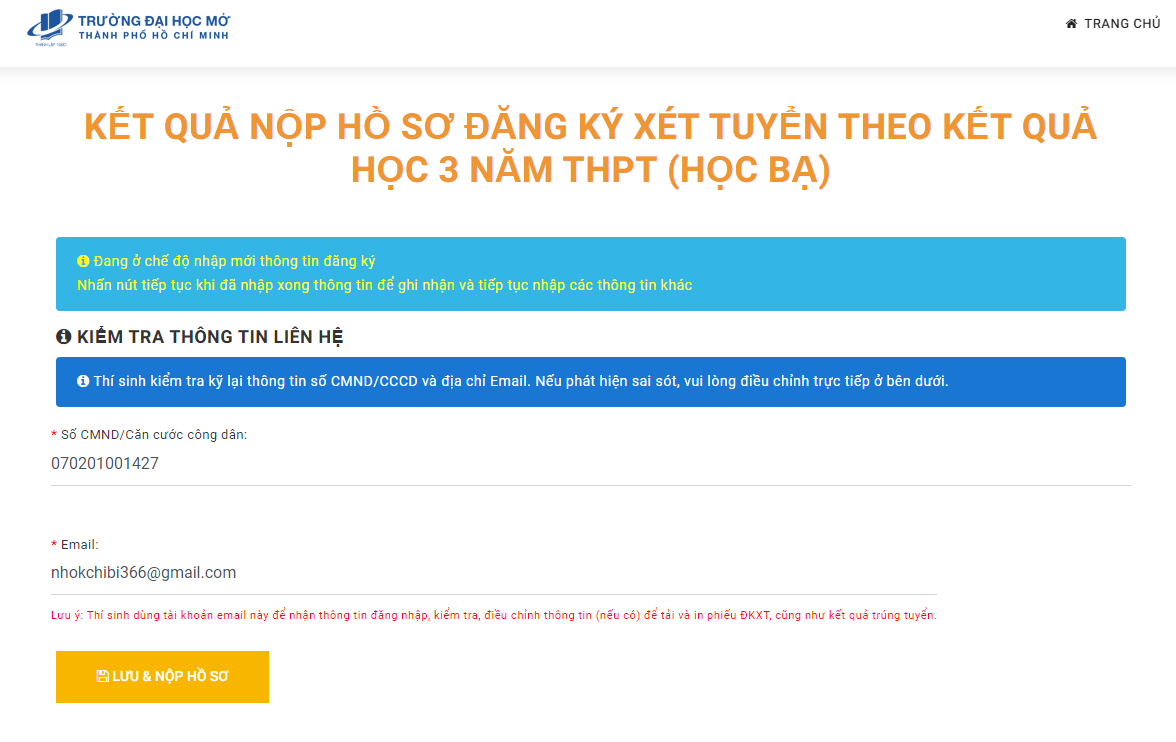 TRƯỜNG ĐẠI HỌC MỞ
THÀNH PHỐ HỒ CHÍ MINH
TRANG CHỦ
KẾT QUẢ NỘP HỒ SƠ ĐĂNG KÝ XÉT TUYỂN THEO KẾT QUẢ
HỌC 3 NĂM THPT (HỌC BẠ)
Đang ở chế độ nhập mới thông tin đăng ký
Nhấn nút tiếp tục khi đã nhập xong thông tin để ghi nhận và tiếp tục nhập các thông tin khác
KIỂM TRA THÔNG TIN LIÊN HỆ
Thí sinh kiểm tra kỹ lại thông tin số CMND/CCCD và địa chỉ Email. Nếu phát hiện sai sót, vui lòng điều chỉnh trực tiếp ở bên dưới.
* Số CMND/Căn cước công dân:
070201001427
* Email:
nhokchibi366@gmail.com
Lưu ý: Thí sinh dùng tài khoản email này để nhận thông tin đăng nhập, kiểm tra, điều chỉnh thông tin (nếu có) để tải và in phiếu ĐKXT, cũng như kết quả trúng tuyển.
LƯU & NỘP HỒ SƠ